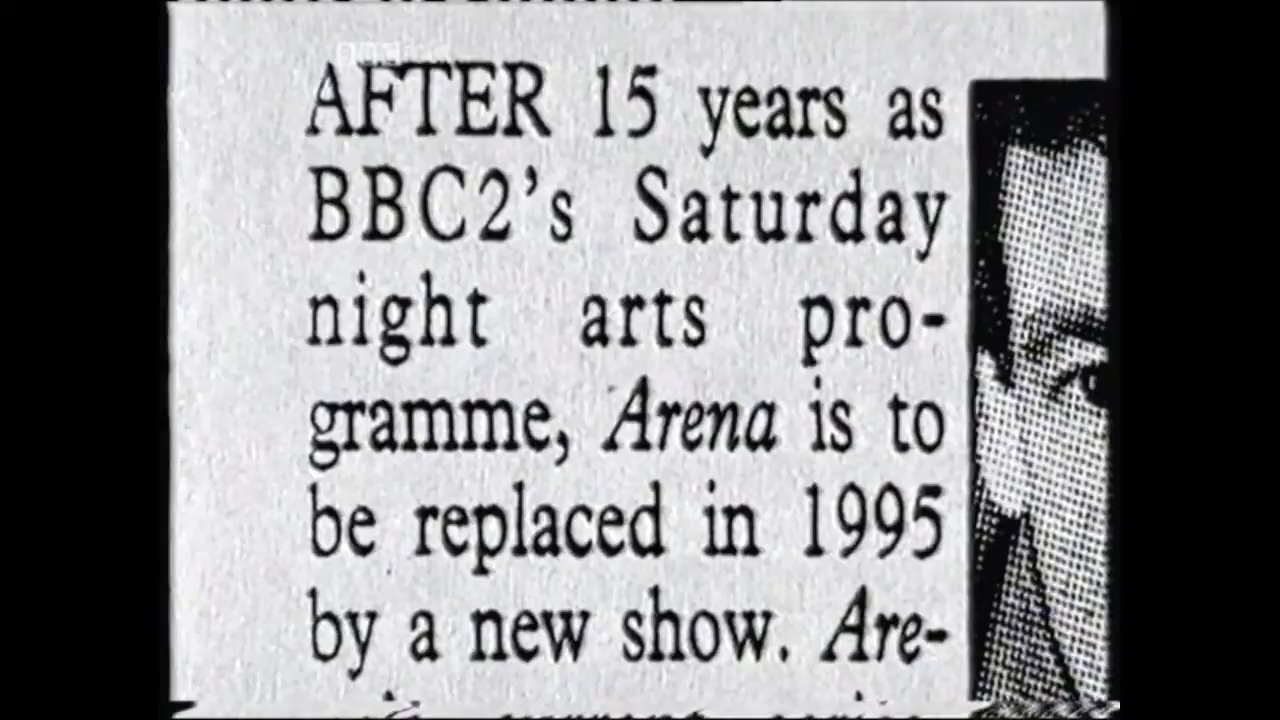 AFTER 15 years as
BBC2's Saturday
night arts pro-
gramme, Arena is to
be replaced in 1995
by a new show. Are-